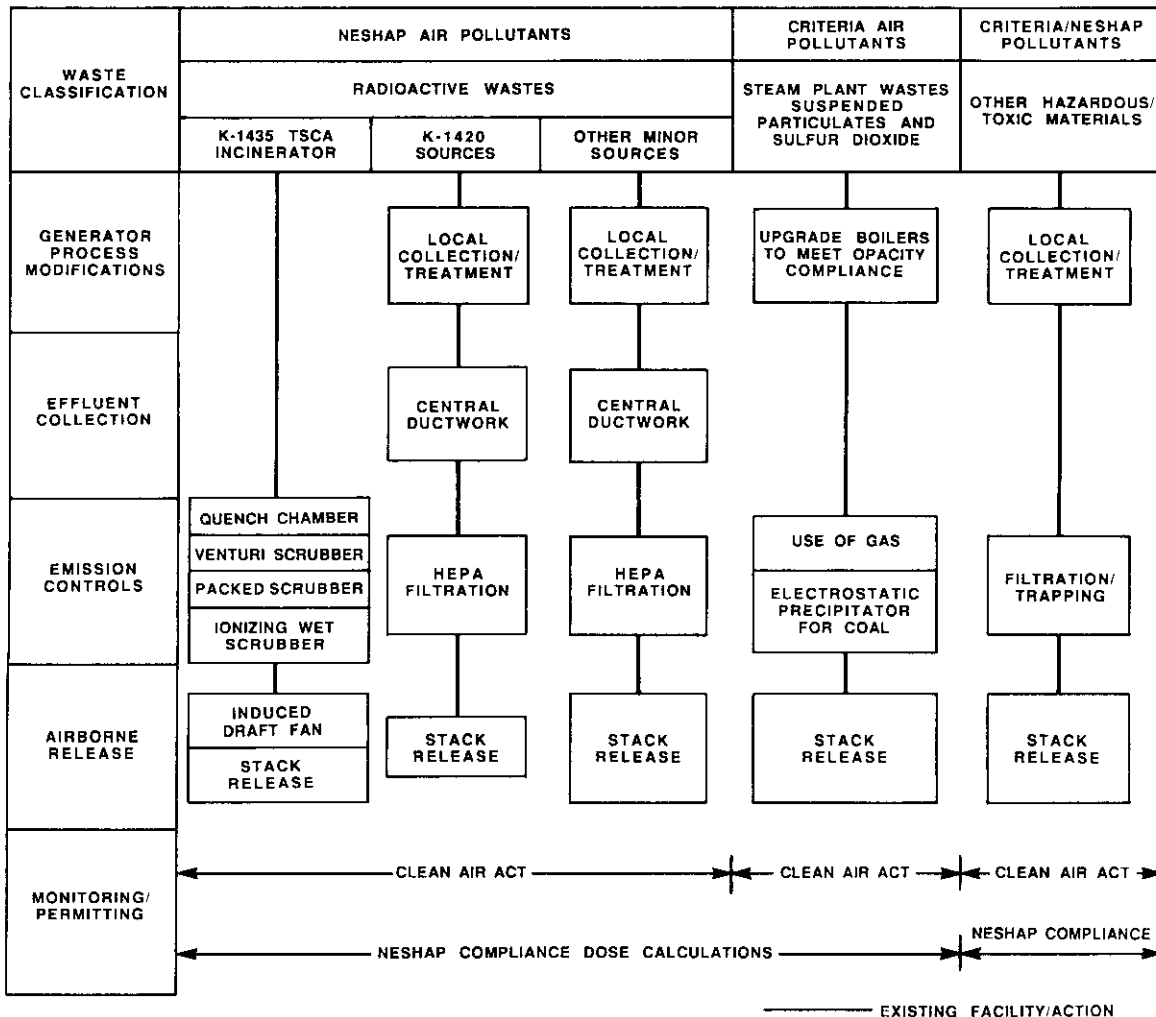 NESHAP AIR POLLUTANTS
CRITERIA AIR
POLLUTANTS
CRITERIA/NESHAP
POLLUTANTS
WASTE
CLASSIFICATION
RADIOACTIVE WASTES
STEAM PLANT WASTES
SUSPENDED
PARTICULATES AND
SULFUR DIOXIDE
OTHER HAZARDOUS/
TOXIC MATERIALS
K-1435 TSCA
INCINERATOR
K-1420
SOURCES
OTHER MINOR
SOURCES
GENERATOR
PROCESS
MODIFICATIONS
LOCAL
COLLECTION/
TREATMENT
LOCAL
COLLECTION/
TREATMENT
UPGRADE BOILERS
TO MEET OPACITY
COMPLIANCE
LOCAL
COLLECTION/
TREATMENT
EFFLUENT
COLLECTION
CENTRAL
DUCTWORK
CENTRAL
DUCTWORK
EMISSION
CONTROLS
QUENCH CHAMBER
VENTURI SCRUBBER
PACKED SCRUBBER
IONIZING WET
SCRUBBER
HEPA
FILTRATION
HEPA
FILTRATION
USE OF GAS
ELECTROSTATIC
PRECIPITATOR
FOR COAL
FILTRATION/
TRAPPING
AIRBORNE
RELEASE
INDUCED
DRAFT FAN
STACK
RELEASE
STACK
RELEASE
STACK
RELEASE
STACK
RELEASE
STACK
RELEASE
MONITORING/
PERMITTING
CLEAN AIR ACT
CLEAN AIR ACT
CLEAN AIR ACT
NESHAP COMPLIANCE DOSE CALCULATIONS
NESHAP COMPLIANCE
EXISTING FACILITY/ACTION